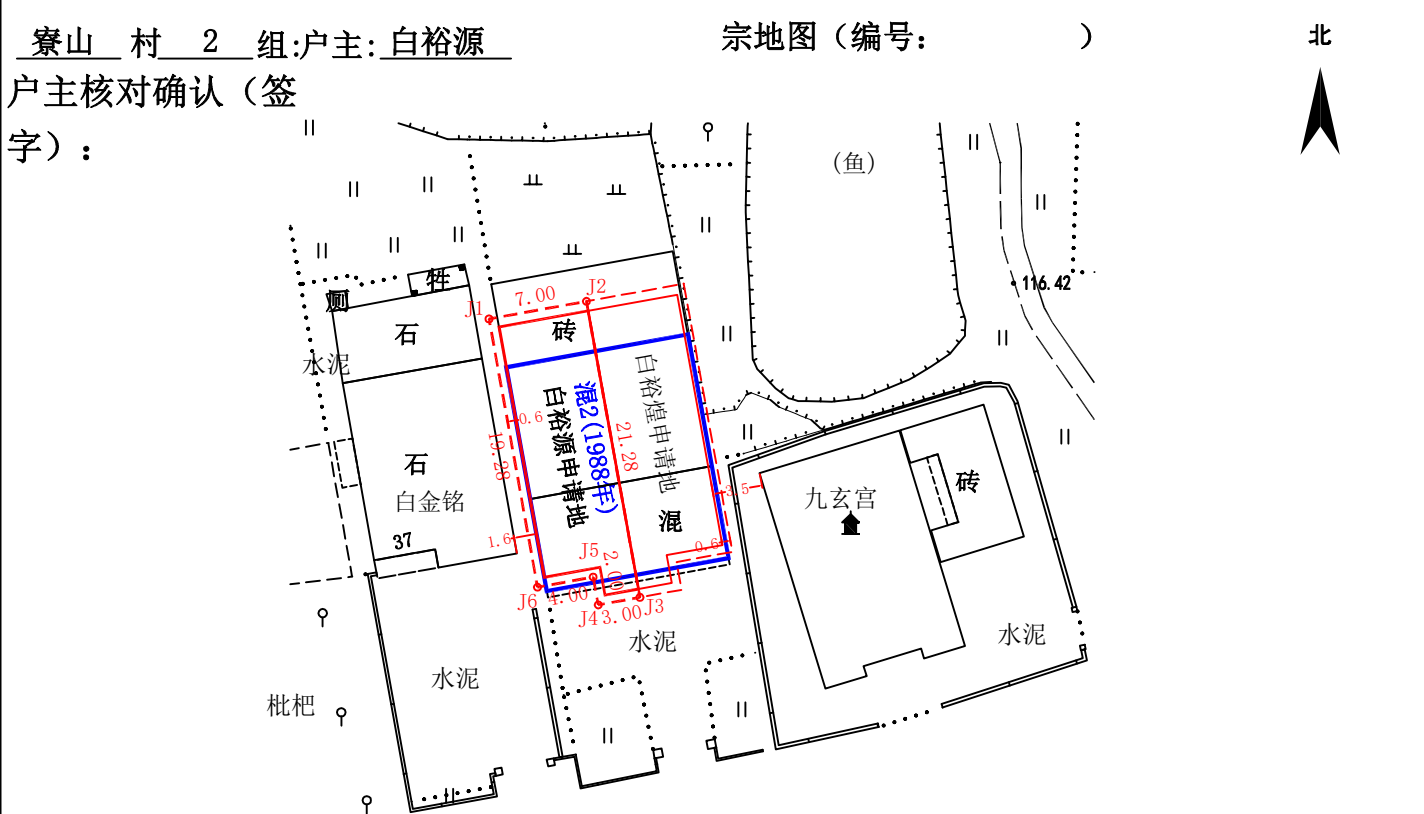 寮山 村 2 组:户主:白裕源
宗地图（编号: ）
北
户主核对确认（签
字）:
(鱼)
116.42
厕
牲
石
水泥
石
白金铭
37
J1
7.00
J2
砖
白裕煌申请地
混2(1988年)
白裕源申请地
0.6
19.28
21.28
混
1.6
0.6
3.5
J5
2.00
J6
4.00
J4
3.00
J3
九玄宫
砖
水泥
水泥
水泥
枇杷